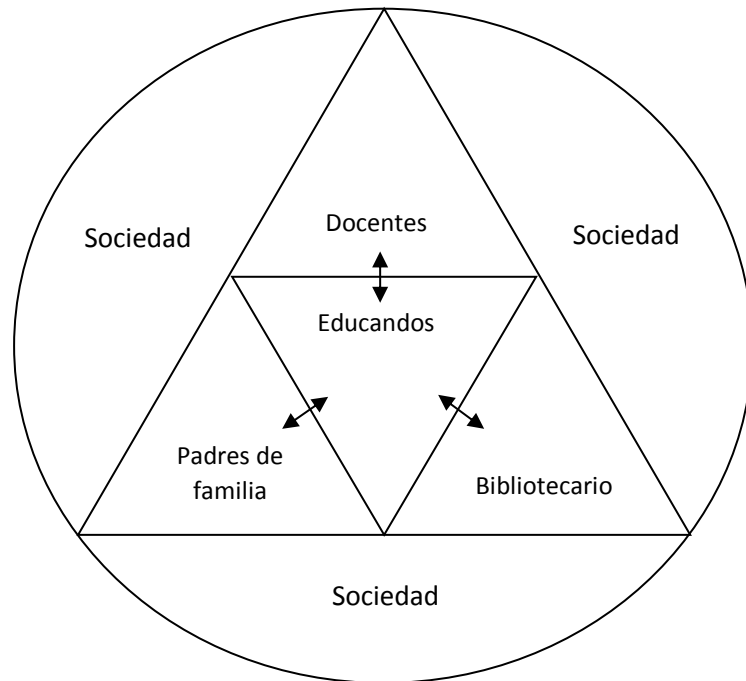 Docentes
Sociedad
Sociedad
Educandos
Padres de
familia
Bibliotecario
Sociedad